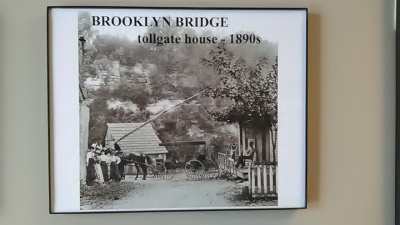 BROOKLYN BRIDGE
tollgate house - 1890s